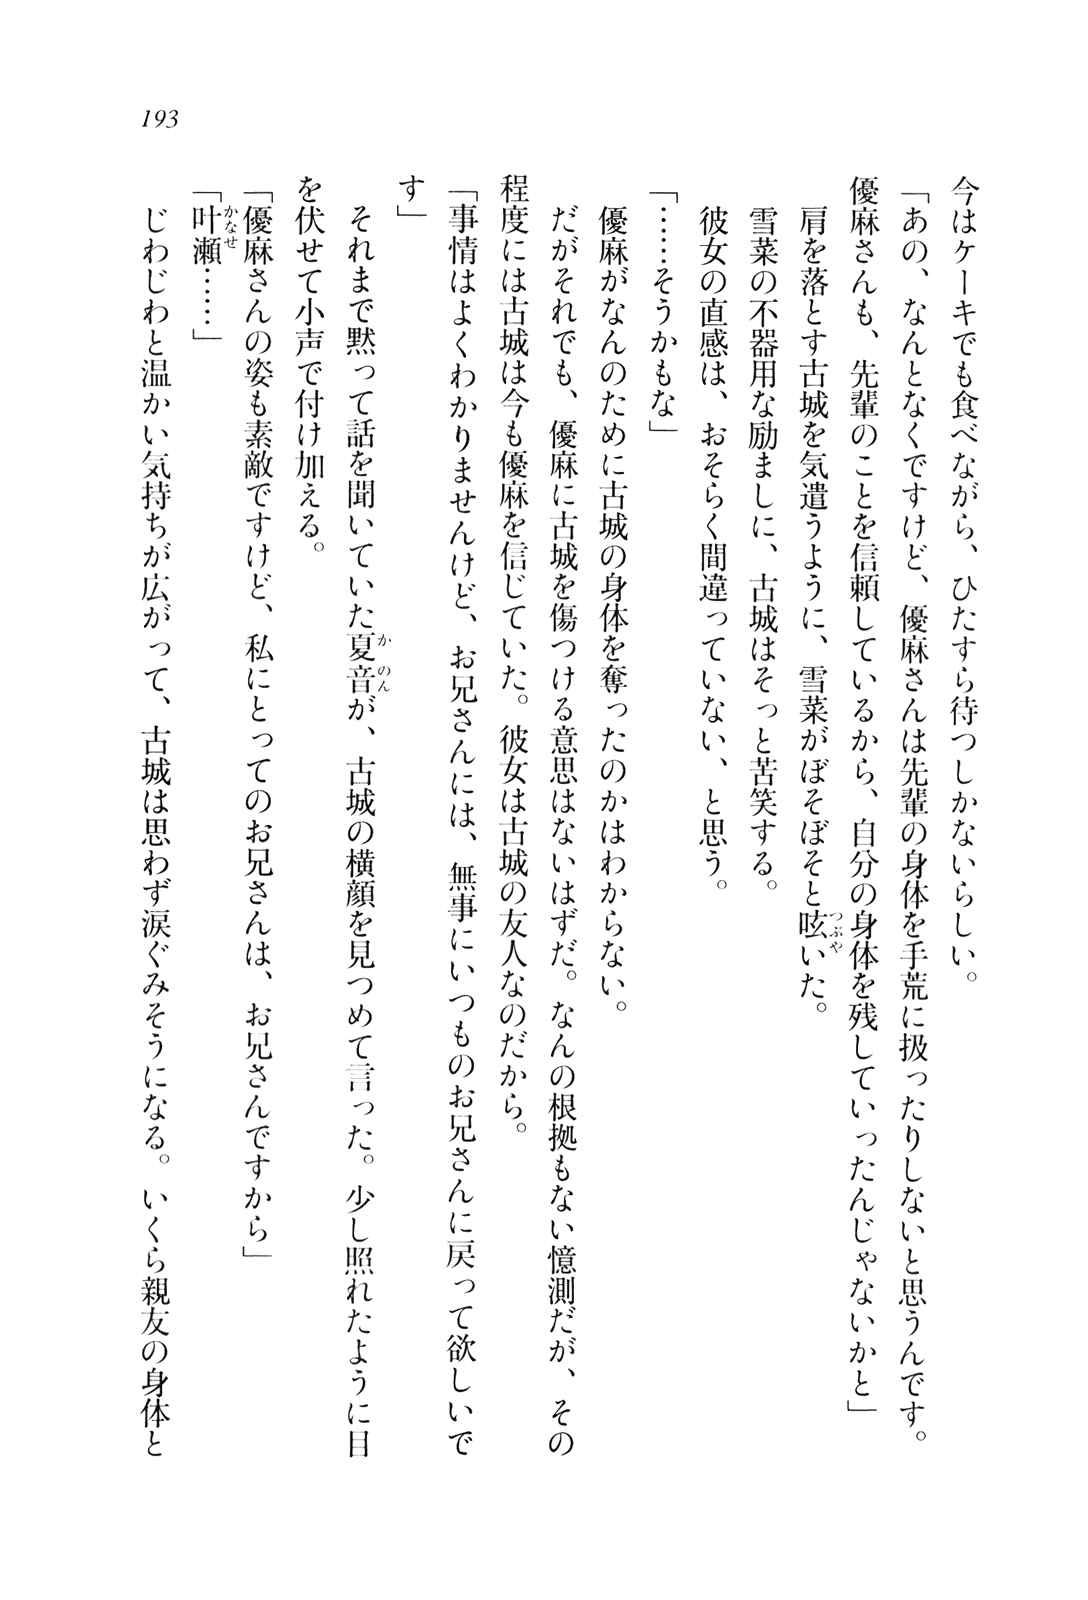 193
今はケーキでも食べながら、ひたすら待つしかないらしい。
「あの、なんとなくですけど、優麻さんは先輩の身体を手荒に扱ったりしないと思うんです。
優麻さんも、先輩のことを信頼しているから、自分の身体を残していったんじゃないかと」
肩を落とす古城を気遣うように、雪菜がぼそぼそと呟いた。
雪菜の不器用な励ましに、古城はそっと苦笑する。
彼女の直感は、おそらく間違っていない、と思う。
「……そうかもな」
優麻がなんのために古城の身体を奪ったのかはわからない。
だがそれでも、優麻に古城を傷つける意思はないはずだ。なんの根拠もない憶測だが、その
程度には古城は今も優麻を信じていた。彼女は古城の友人なのだから。
「事情はよくわかりませんけど、お兄さんには、無事にいつものお兄さんに戻って欲しいで
す」
それまで黙って話を聞いていた夏音が、古城の横顔を見つめて言った。少し照れたように目
を伏せて小声で付け加える。
「優麻さんの姿も素敵ですけど、私にとってのお兄さんは、お兄さんですから」
「叶瀬……」
じわじわと温かい気持ちが広がって、古城は思わず涙ぐみそうになる。いくら親友の身体と